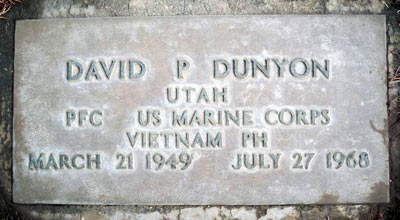 DAVID P DUNYON
UTAH
PFC US MARINE CORPS
VIETNAM PH
MARCH 21 1949 JULY 27 1968